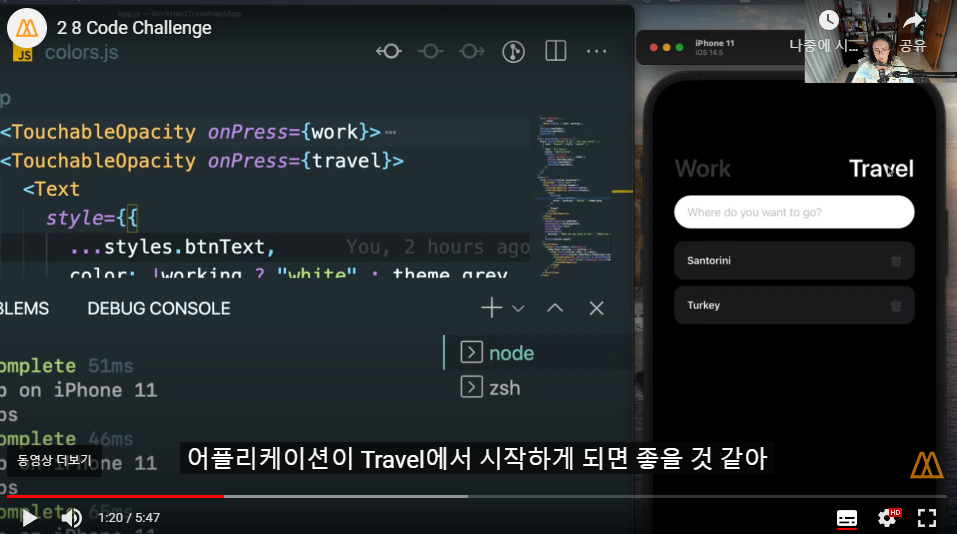 App.js — WorkHardTravelHardApp
2 8 Code Challenge
JS colors.js
p
<TouchableOpacity onPress={work}>
<TouchableOpacity onPress={travel}>
<Text
style={{
...styles.btnText,
You, 2 hours ago
color: !working ? "white" : theme.grey
BLEMS
DEBUG CONSOLE
omplete 51ms
p on iPhone 11
ps
omplete 46ms
p on iPhone 11
ps
omplete 65ms
node
zsh
iPhone 11
iOS 14.5
나중에 시...
공유
Work
Travel
Where do you want to go?
Santorini
Turkey
동영상 더보기
어플리케이션이 Travel에서 시작하게 되면 좋을 것 같아
1:20 / 5:47
HD